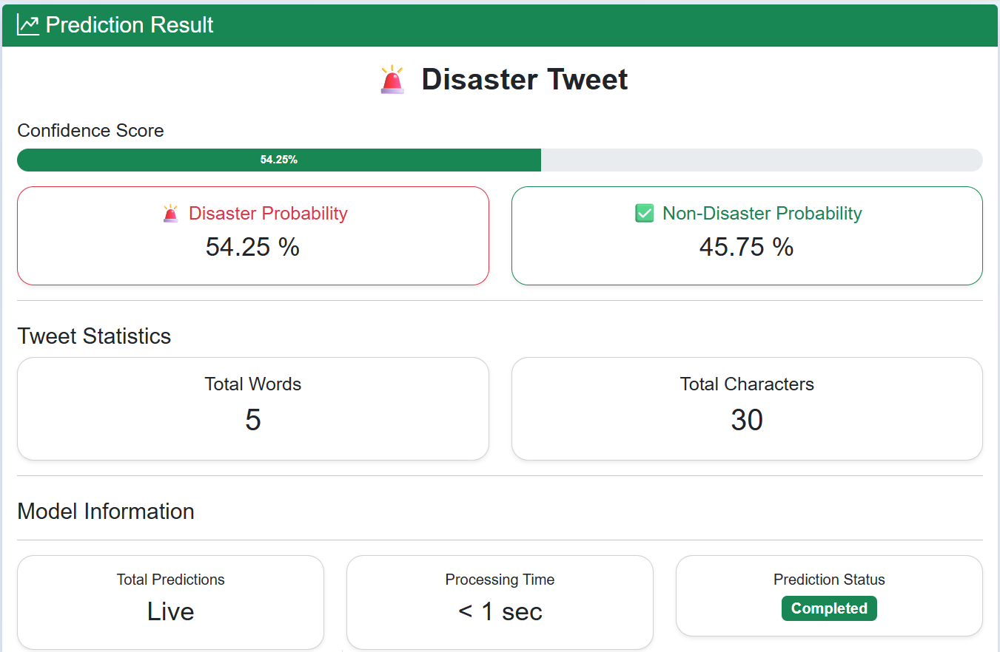 Prediction Result
Disaster Tweet
Confidence Score
54.25%
Disaster Probability
54.25 %
Non-Disaster Probability
45.75 %
Tweet Statistics
Total Words
5
Total Characters
30
Model Information
Total Predictions
Live
Processing Time
< 1 sec
Prediction Status
Completed